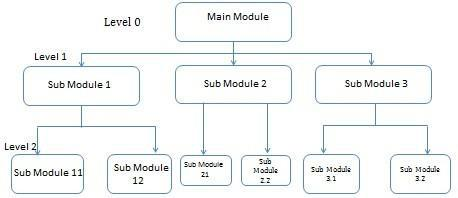 Level 0
Main Module
Level 1
Sub Module 1
Sub Module 2
Sub Module 3
Level 2
Sub Module 11
Sub Module
12
Sub Module
21
Sub
Module
2.2
Sub Module
3.1
Sub Module
3.2